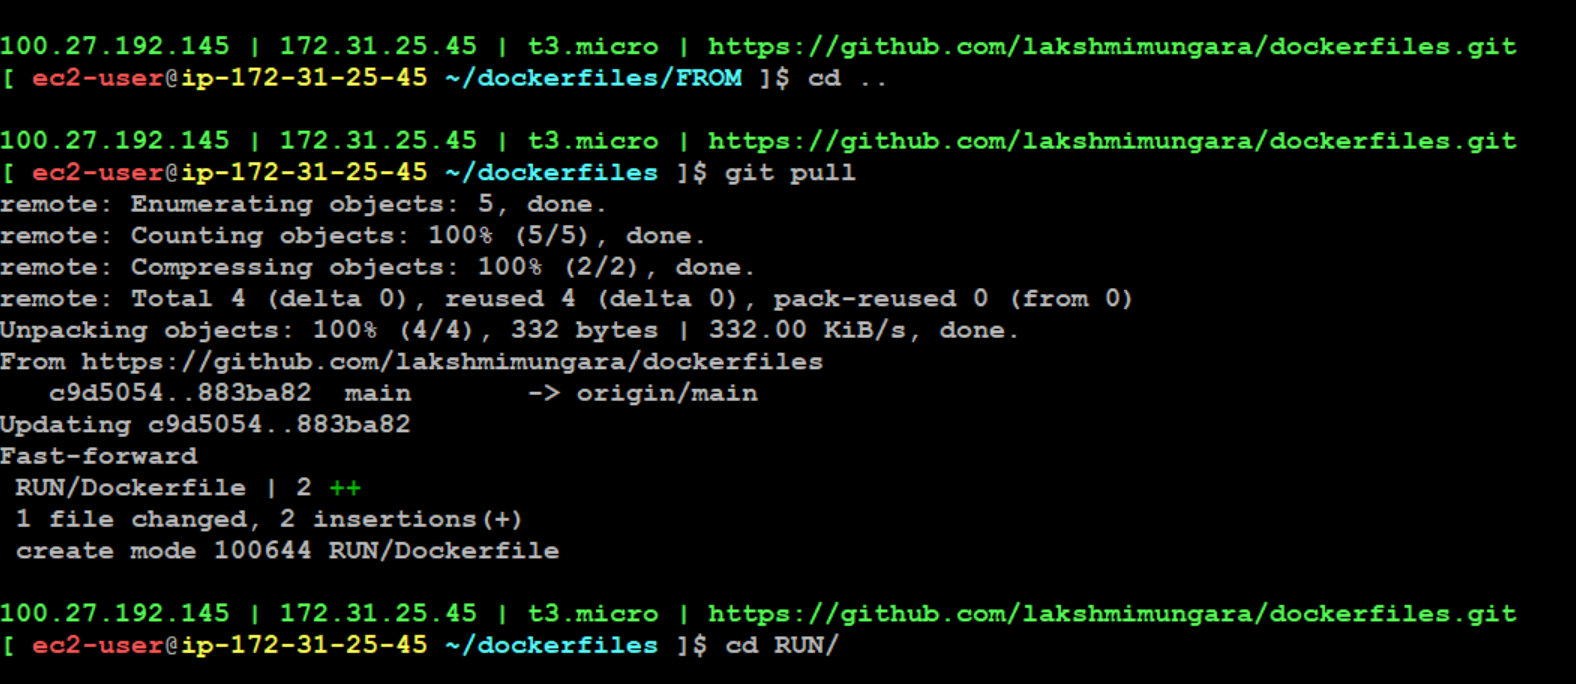 100.27.192.145 | 172.31.25.45 | t3.micro | https://github.com/lakshmimungara/dockerfiles.git
[ ec2-user@ip-172-31-25-45 ~/dockerfiles/FROM ]$ cd ..
100.27.192.145 | 172.31.25.45 | t3.micro | https://github.com/lakshmimungara/dockerfiles.git
[ ec2-user@ip-172-31-25-45 ~/dockerfiles ]$ git pull
remote: Enumerating objects: 5, done.
remote: Counting objects: 100% (5/5), done.
remote: Compressing objects: 100% (2/2), done.
remote: Total 4 (delta 0), reused 4 (delta 0), pack-reused 0 (from 0)
Unpacking objects: 100% (4/4), 332 bytes | 332.00 KiB/s, done.
From https://github.com/lakshmimungara/dockerfiles
   c9d5054..883ba82  main       -> origin/main
Updating c9d5054..883ba82
Fast-forward
 RUN/Dockerfile | 2 ++
 1 file changed, 2 insertions(+)
 create mode 100644 RUN/Dockerfile
100.27.192.145 | 172.31.25.45 | t3.micro | https://github.com/lakshmimungara/dockerfiles.git
[ ec2-user@ip-172-31-25-45 ~/dockerfiles ]$ cd RUN/